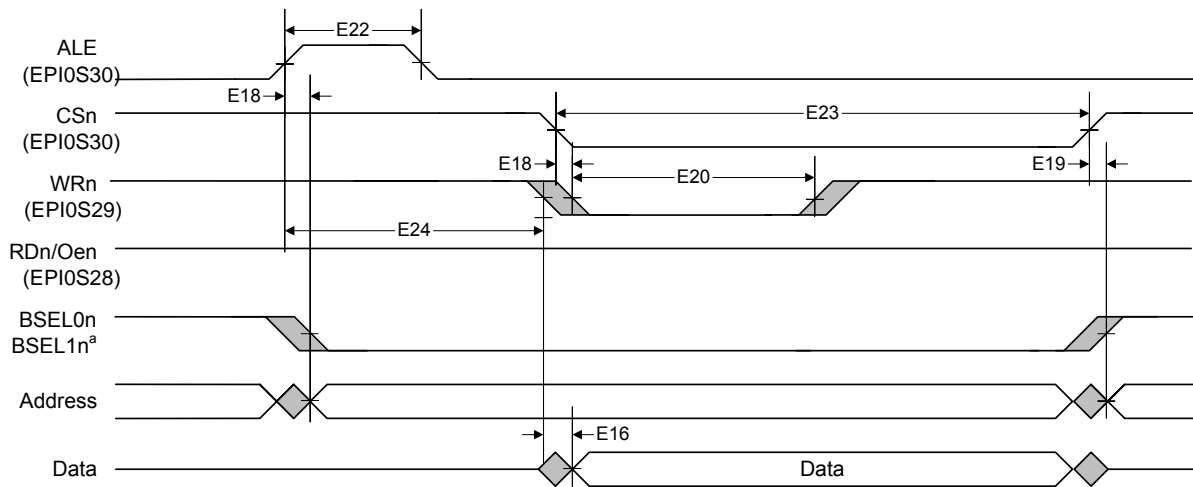 E22
ALE
(EPI0S30)
E18
CSn
(EPI0S30)
E23
E18
E20
E19
WRn
(EPI0S29)
E24
RDn/Oen
(EPI0S28)
BSEL0n
BSEL1nª
Address
E16
Data
Data